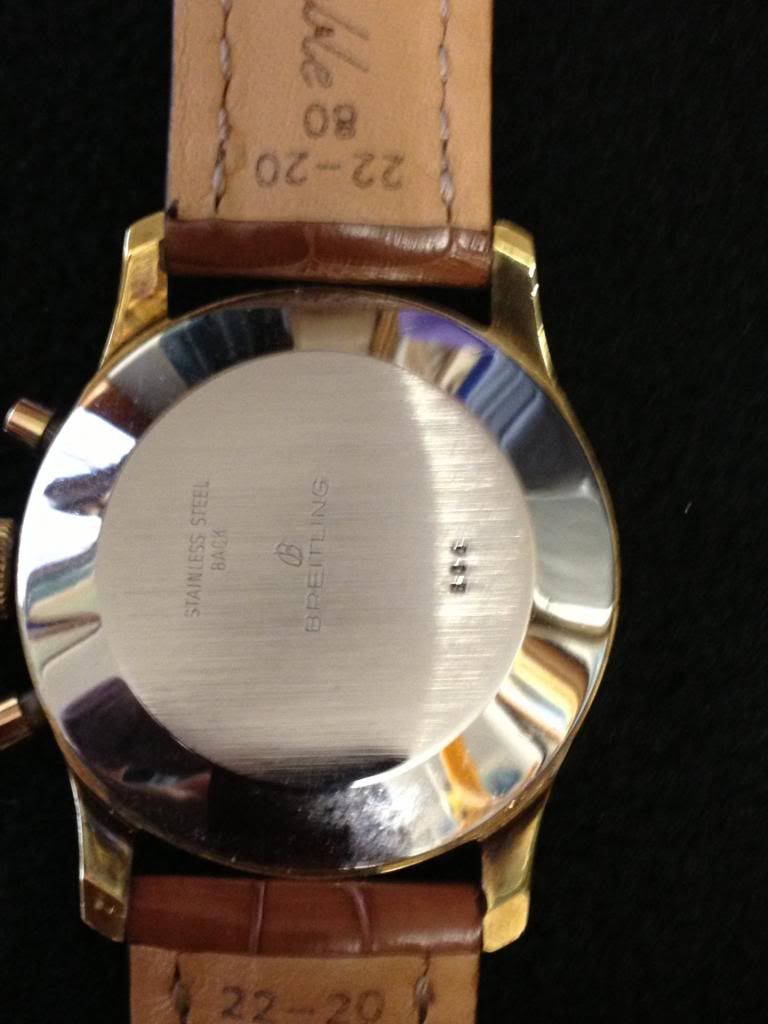 80
22-20
STAINLESS STEEL
BACK
B
BREITLING
22-20